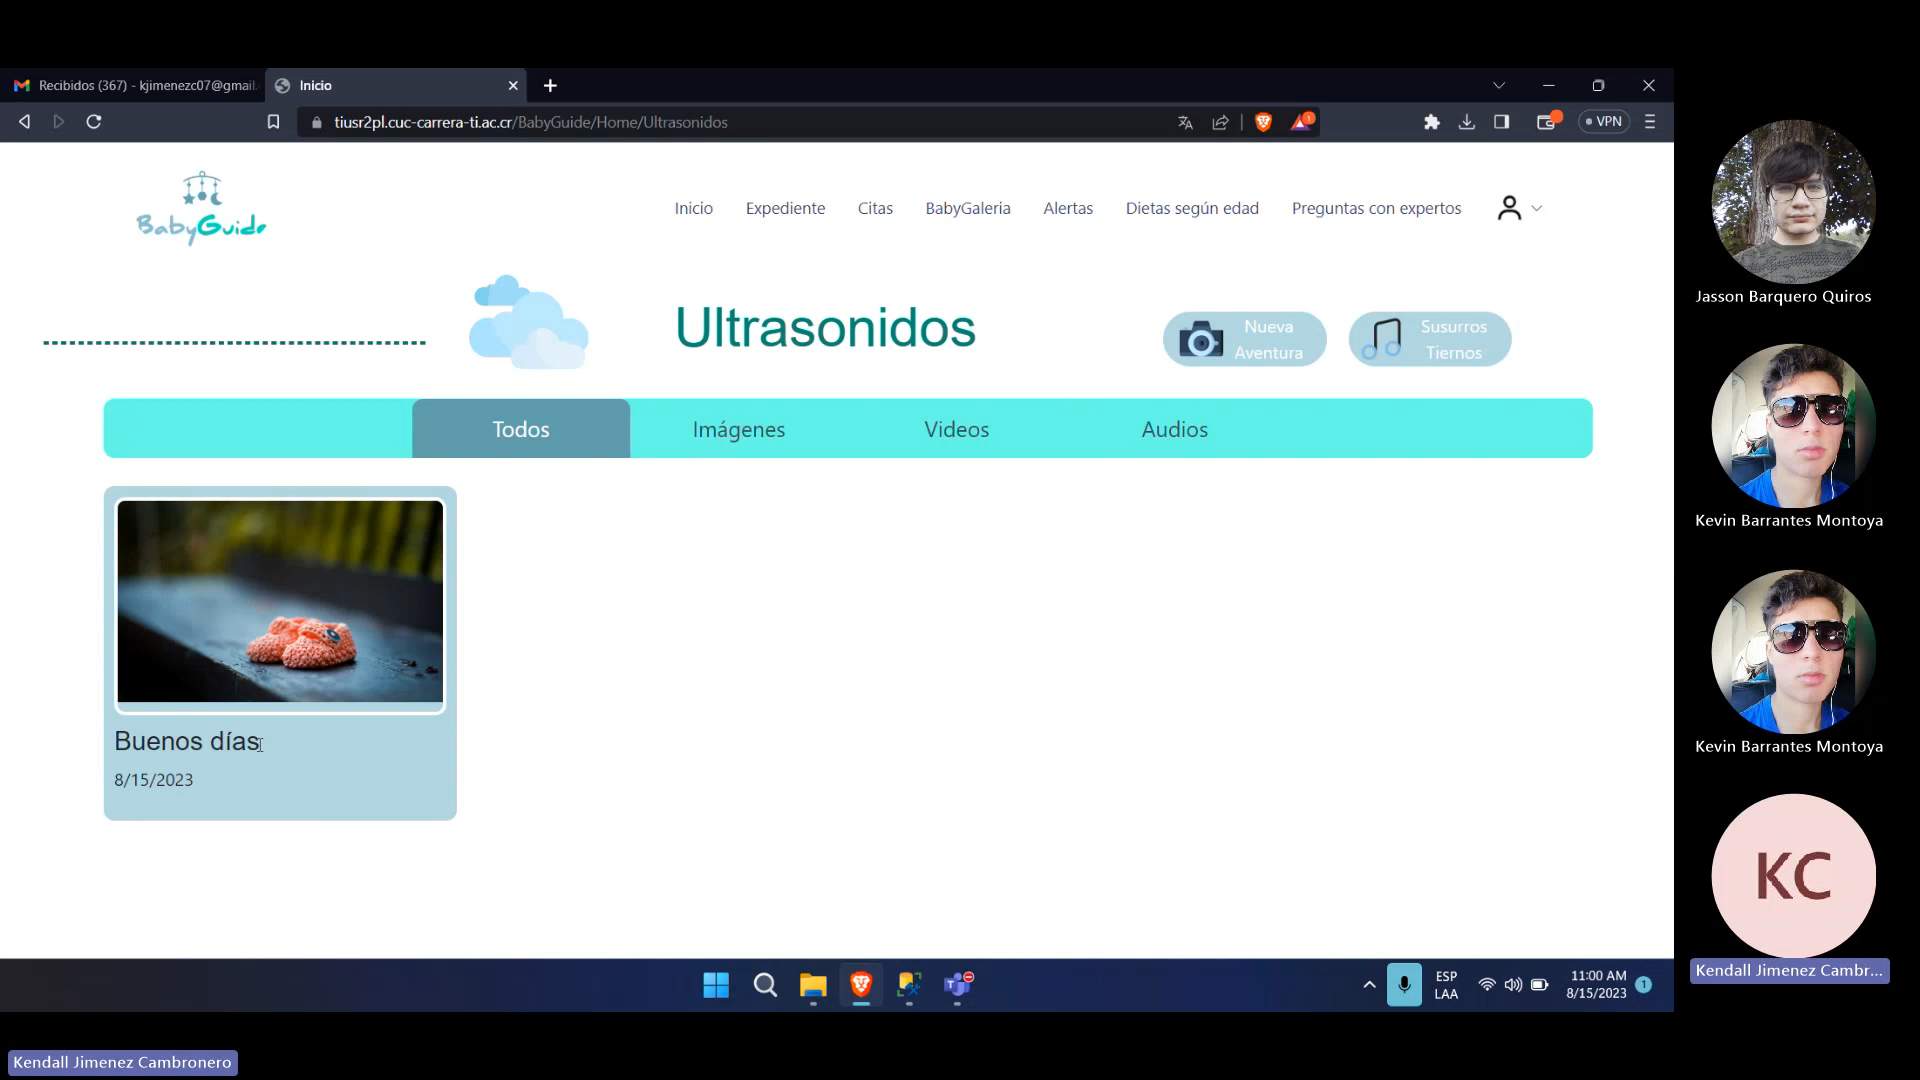 Recibidos (367) - kjimenezc07@gmail.
Inicio
tiusr2pl.cuc-carrera-ti.ac.cr/BabyGuide/Home/Ultrasonidos
1
VPN
BabyGuide
Inicio
Expediente
Citas
BabyGaleria
Alertas
Dietas según edad
Preguntas con expertos
Ultrasonidos
Nueva
Aventura
Susurros
Tiernos
Todos
Imágenes
Videos
Audios
Buenos días
8/15/2023
Jasson Barquero Quiros
Kevin Barrantes Montoya
Kevin Barrantes Montoya
KC
Kendall Jimenez Cambr...
ESP
LAA
11:00 AM
8/15/2023
1
Kendall Jimenez Cambronero